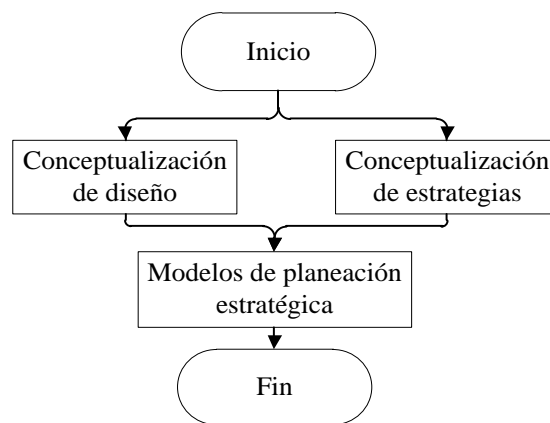 Inicio
Conceptualización
de diseño
Conceptualización
de estrategias
Modelos de planeación
estratégica
Fin